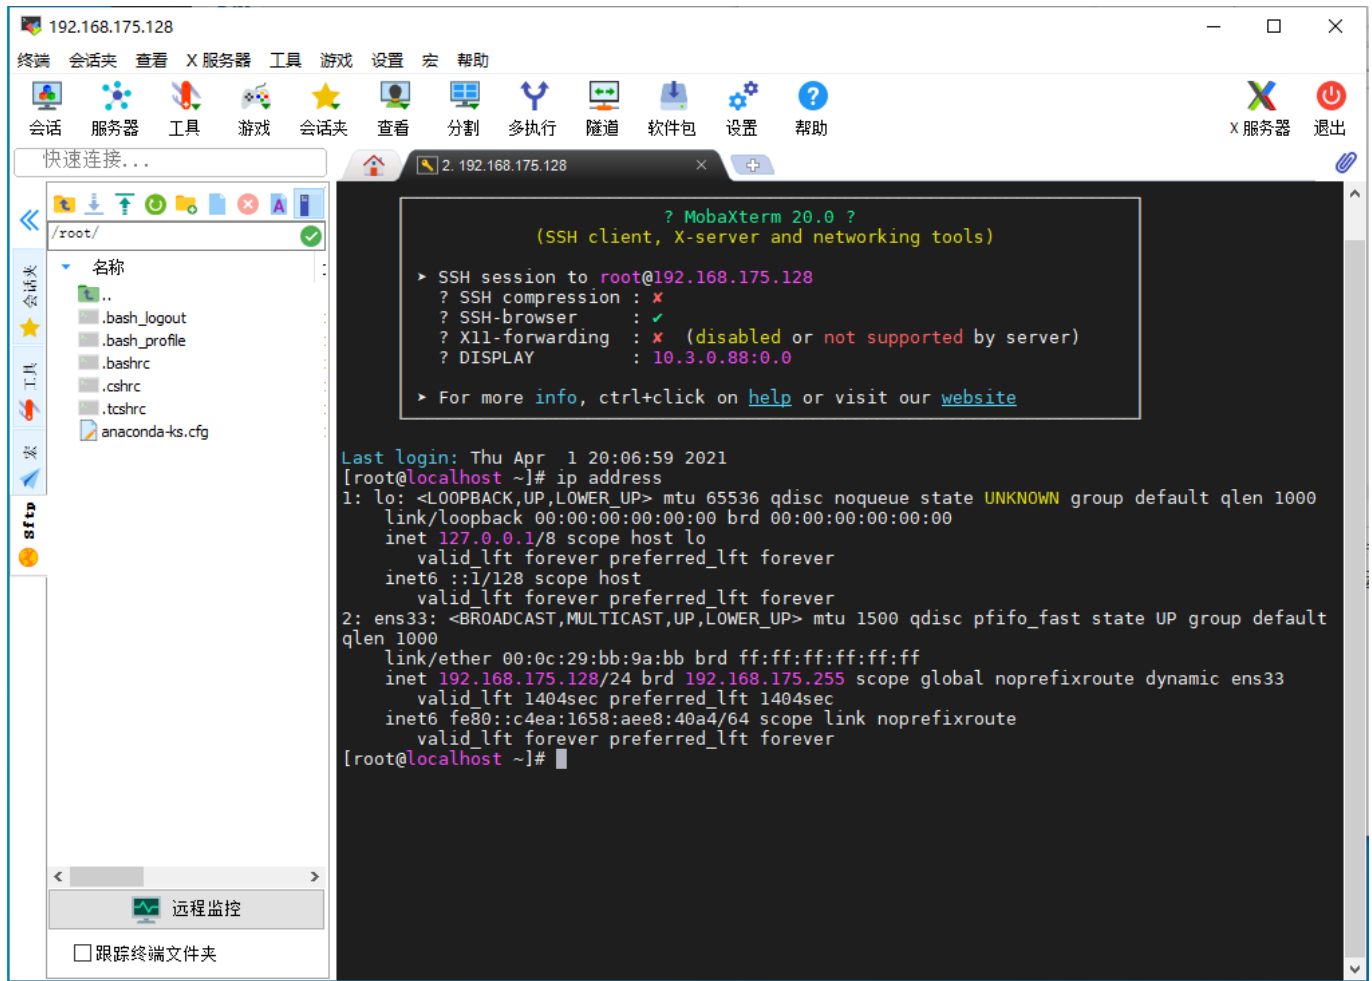 192.168.175.128
终端 会话夹 查看 X 服务器 工具 游戏 设置 宏 帮助
会话 服务器 工具 游戏 会话夹 查看 分割 多执行 隧道 软件包 设置 帮助 X 服务器 退出
快速连接...
2. 192.168.175.128
/root/
名称
..
.bash_logout
.bash_profile
.bashrc
.cshrc
.tcshrc
anaconda-ks.cfg
会话夹
工具
宏
Sftp
远程监控
跟踪终端文件夹
? MobaXterm 20.0 ?
(SSH client, X-server and networking tools)
➤ SSH session to root@192.168.175.128
? SSH compression : ✘
? SSH-browser : ✔
? X11-forwarding : ✘ (disabled or not supported by server)
? DISPLAY : 10.3.0.88:0.0
➤ For more info, ctrl+click on help or visit our website
Last login: Thu Apr  1 20:06:59 2021
[root@localhost ~]# ip address
1: lo: <LOOPBACK,UP,LOWER_UP> mtu 65536 qdisc noqueue state UNKNOWN group default qlen 1000
link/loopback 00:00:00:00:00:00 brd 00:00:00:00:00:00
inet 127.0.0.1/8 scope host lo
valid_lft forever preferred_lft forever
inet6 ::1/128 scope host
valid_lft forever preferred_lft forever
2: ens33: <BROADCAST,MULTICAST,UP,LOWER_UP> mtu 1500 qdisc pfifo_fast state UP group default
qlen 1000
link/ether 00:0c:29:bb:9a:bb brd ff:ff:ff:ff:ff:ff
inet 192.168.175.128/24 brd 192.168.175.255 scope global noprefixroute dynamic ens33
valid_lft 1404sec preferred_lft 1404sec
inet6 fe80::c4ea:1658:aee8:40a4/64 scope link noprefixroute
valid_lft forever preferred_lft forever
[root@localhost ~]#